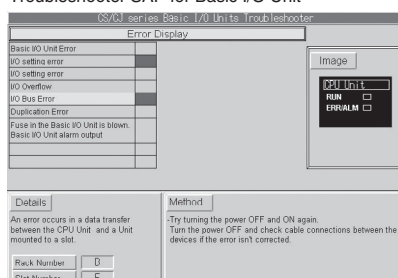 Troubleshooter SAP for Basic I/O Unit
CS/CJ series Basic I/O Units Troubleshooter
Error Display
Basic I/O Unit Error
I/O setting error
I/O setting error
I/O Overflow
I/O Bus Error
Duplication Error
Fuse in the Basic I/O Unit is blown.
Basic I/O Unit alarm output
Image
CPU Unit
RUN
ERR/ALM
Details
An error occurs in a data transfer
between the CPU Unit and a Unit
mounted to a slot.
Rack Number 0
Slot Number
Method
-Try turning the power OFF and ON again.
Turn the power OFF and check cable connections between the
devices if the error isn't corrected.